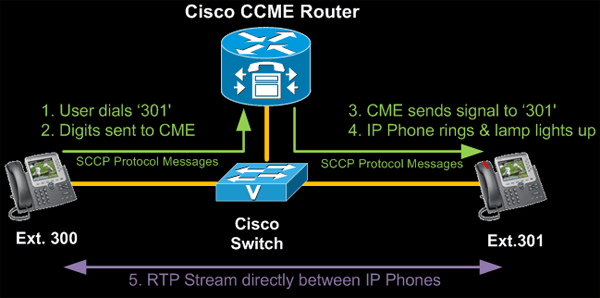 Cisco CCME Router
1. User dials ‘301'
2. Digits sent to CME
3. CME sends signal to ‘301'
4. IP Phone rings & lamp lights up
SCCP Protocol Messages
SCCP Protocol Messages
V
Ext. 300
Cisco
Switch
Ext.301
5. RTP Stream directly between IP Phones